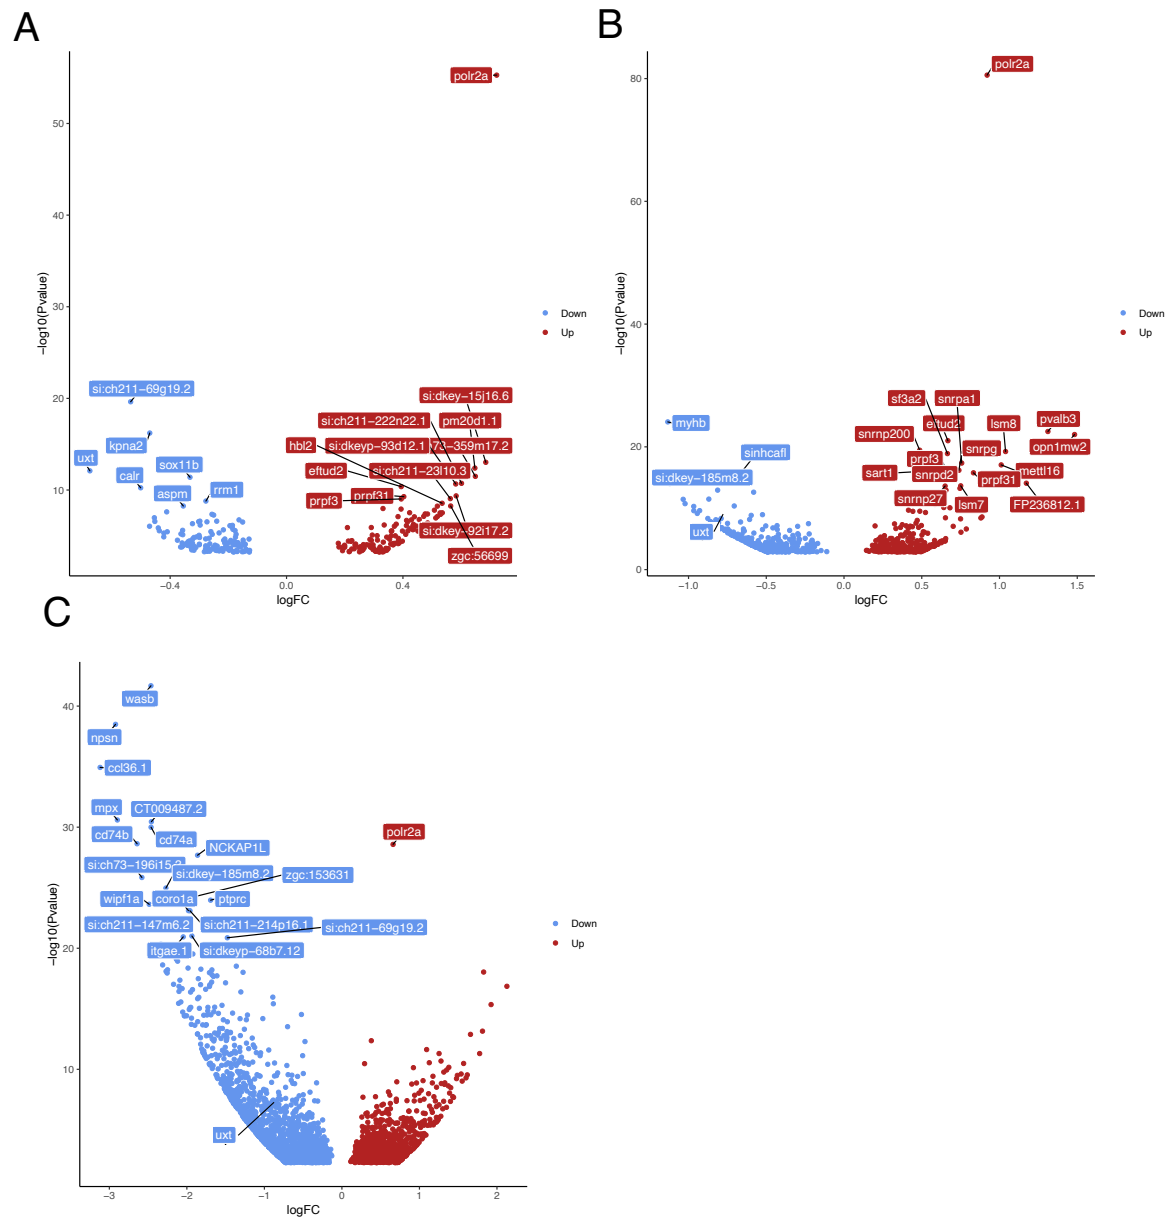 A
B
polr2a
polr2a
50
40
30
20
10
−log10(Pvalue)
si:ch211−69g19.2
kpna2
uxt
calr
sox11b
aspm
rrm1
si:dkey−15j16.6
si:ch211−222n22.1
pm20d1.1
hbl2
si:dkeyp−93d12.1
73−359m17.2
eftud2
si:ch211−23l10.3
prpf3
prpf31
si:dkey−92i17.2
zgc:56699
−0.4
0.0
0.4
logFC
Down
Up
80
60
40
20
0
−log10(Pvalue)
sf3a2
snrpa1
myhb
eftud2
lsm8
pvalb3
snrnp200
opn1mw2
sinhcafl
prpf3
snrpg
si:dkey−185m8.2
sart1
snrpd2
mettl16
prpf31
snrnp27
lsm7
FP236812.1
uxt
−1.0
−0.5
0.0
0.5
1.0
1.5
logFC
Down
Up
C
40
30
20
10
−log10(Pvalue)
wasb
npsn
ccl36.1
mpx
CT009487.2
cd74b
cd74a
polr2a
NCKAP1L
si:ch73−196i15.2
si:dkey−185m8.2
zgc:153631
wipf1a
coro1a
ptprc
si:ch211−147m6.2
si:ch211−214p16.1
si:ch211−69g19.2
itgae.1
si:dkeyp−68b7.12
uxt
−3
−2
−1
0
1
2
logFC
Down
Up